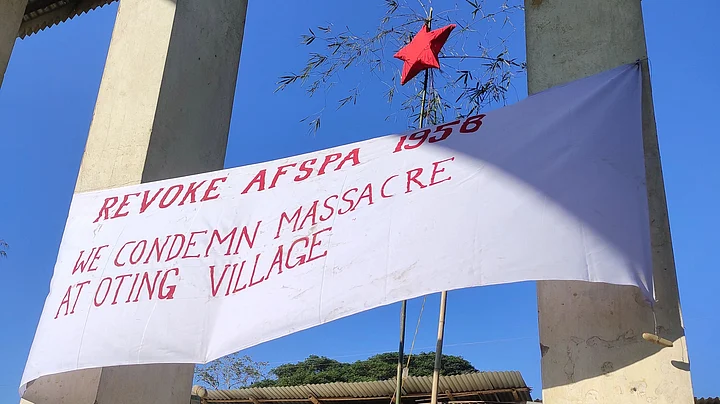 REVOKE AFSPA 1958
WE CONDEMN MASSACRE
AT OTING VILLAGE